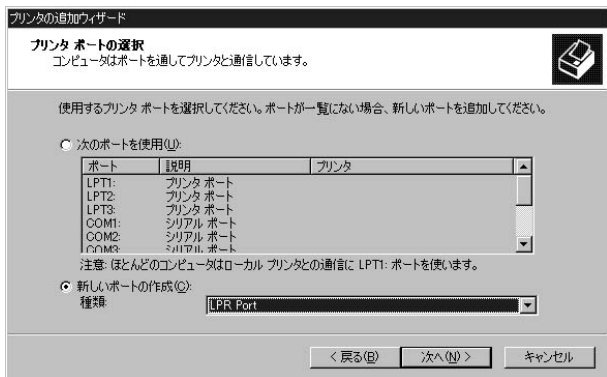 プリンタの追加ウィザード
プリンタ ポートの選択
コンピュータはポートを通してプリンタと通信しています。
使用するプリンタ ポートを選択してください。ポートが一覧にない場合、新しいポートを追加してください。
次のポートを使用(U):
ポート 説明 プリンタ
LPT1: プリンタ ポート
LPT2: プリンタ ポート
LPT3: プリンタ ポート
COM1: シリアル ポート
COM2: シリアル ポート
COM3: シリアル ポート
注意: ほとんどのコンピュータはローカル プリンタとの通信に LPT1: ポートを使います。
新しいポートの作成(C):
種類: LPR Port
< 戻る(B) 次へ(N) > キャンセル